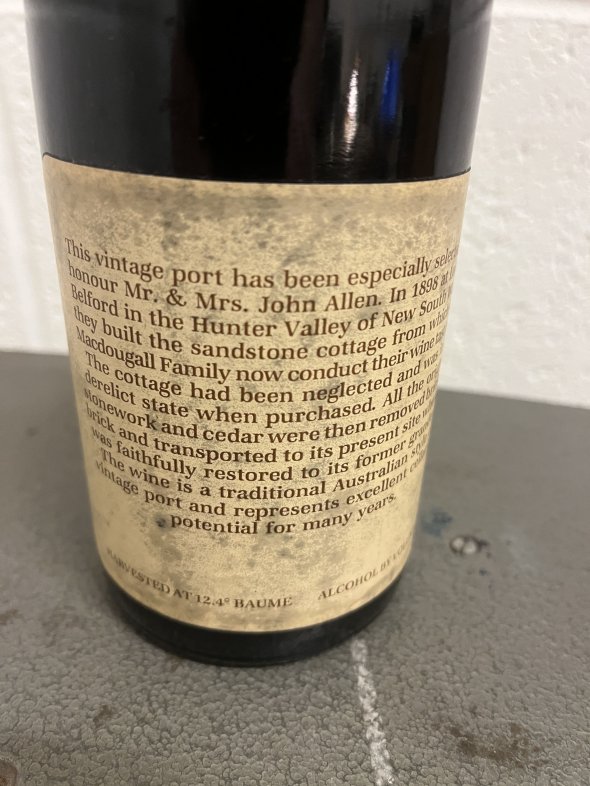 This vintage port has been especially
honour Mr. & Mrs. John Allen. In 1898 at
Belford in the Hunter Valley of New South
they built the sandstone cottage from
Macdougall Family now conduct their wine
The cottage had been neglected and was
derelict state when purchased. All the
stonework and cedar were then removed
brick and transported to its present site
was faithfully restored to its former
The wine is a traditional Australian
vintage port and represents excellent
potential for many years.
HARVESTED AT 12.4° BAUME ALCOHOL BY